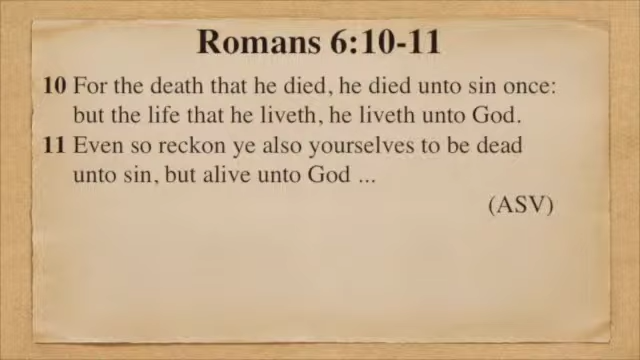 Romans 6:10-11
10 For the death that he died, he died unto sin once:
but the life that he liveth, he liveth unto God.
11 Even so reckon ye also yourselves to be dead
unto sin, but alive unto God ...
(ASV)